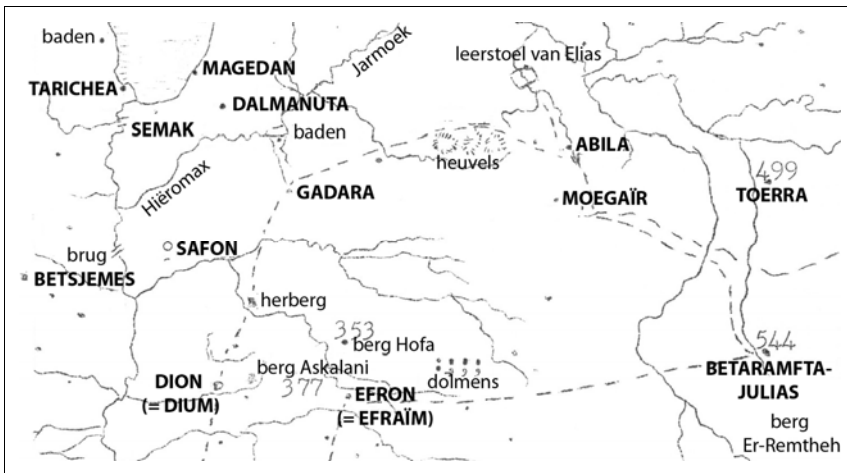 baden
TARICHEA
MAGEDAN
DALMANUTA
SEMAK
baden
Jarmoek
leerstoel van Elías
Hiëromax
GADARA
heuvels
ABILA
MOEGAÏR
499
TOERRA
brug
BETSJEMES
SAFON
herberg
353
berg Hofa
berg Askalani
377
dolmens
DION
(= DIUM)
EFRON
(= EFRAÏM)
544
BETARAMFTA-
JULIAS
berg
Er-Remtheh